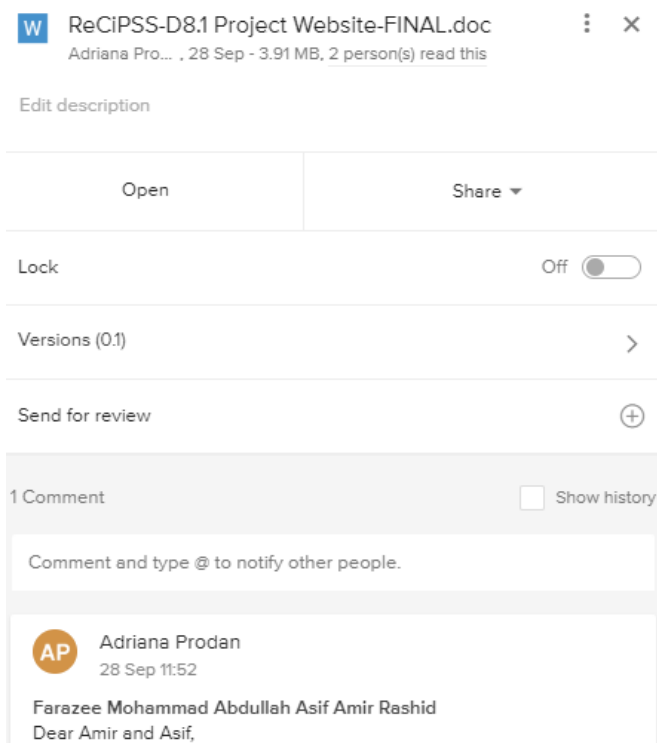 W ReCiPSS-D8.1 Project Website-FINAL.doc
Adriana Pro... , 28 Sep - 3.91 MB, 2 person(s) read this
Edit description
Open Share
Lock Off
Versions (0.1)
Send for review
1 Comment Show history
Comment and type @ to notify other people.
AP Adriana Prodan
28 Sep 11:52
Farazee Mohammad Abdullah Asif Amir Rashid
Dear Amir and Asif,